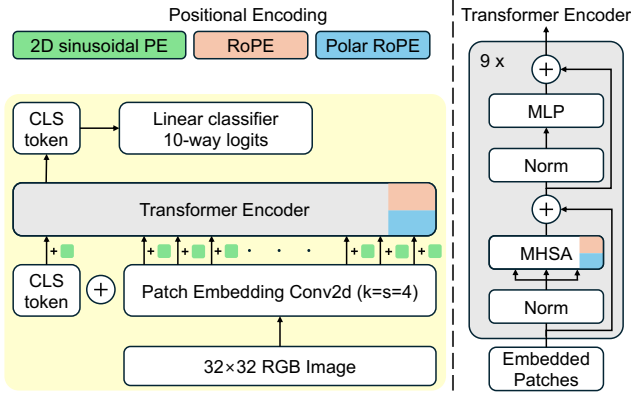 Positional Encoding
2D sinusoidal PE
RoPE
Polar RoPE
CLS
token
Linear classifier
10-way logits
Transformer Encoder
+
+
+
+
+
+
+
· · ·
CLS
token
+
Patch Embedding Conv2d (k=s=4)
32×32 RGB Image
Transformer Encoder
9 x
+
MLP
Norm
+
MHSA
Norm
Embedded
Patches